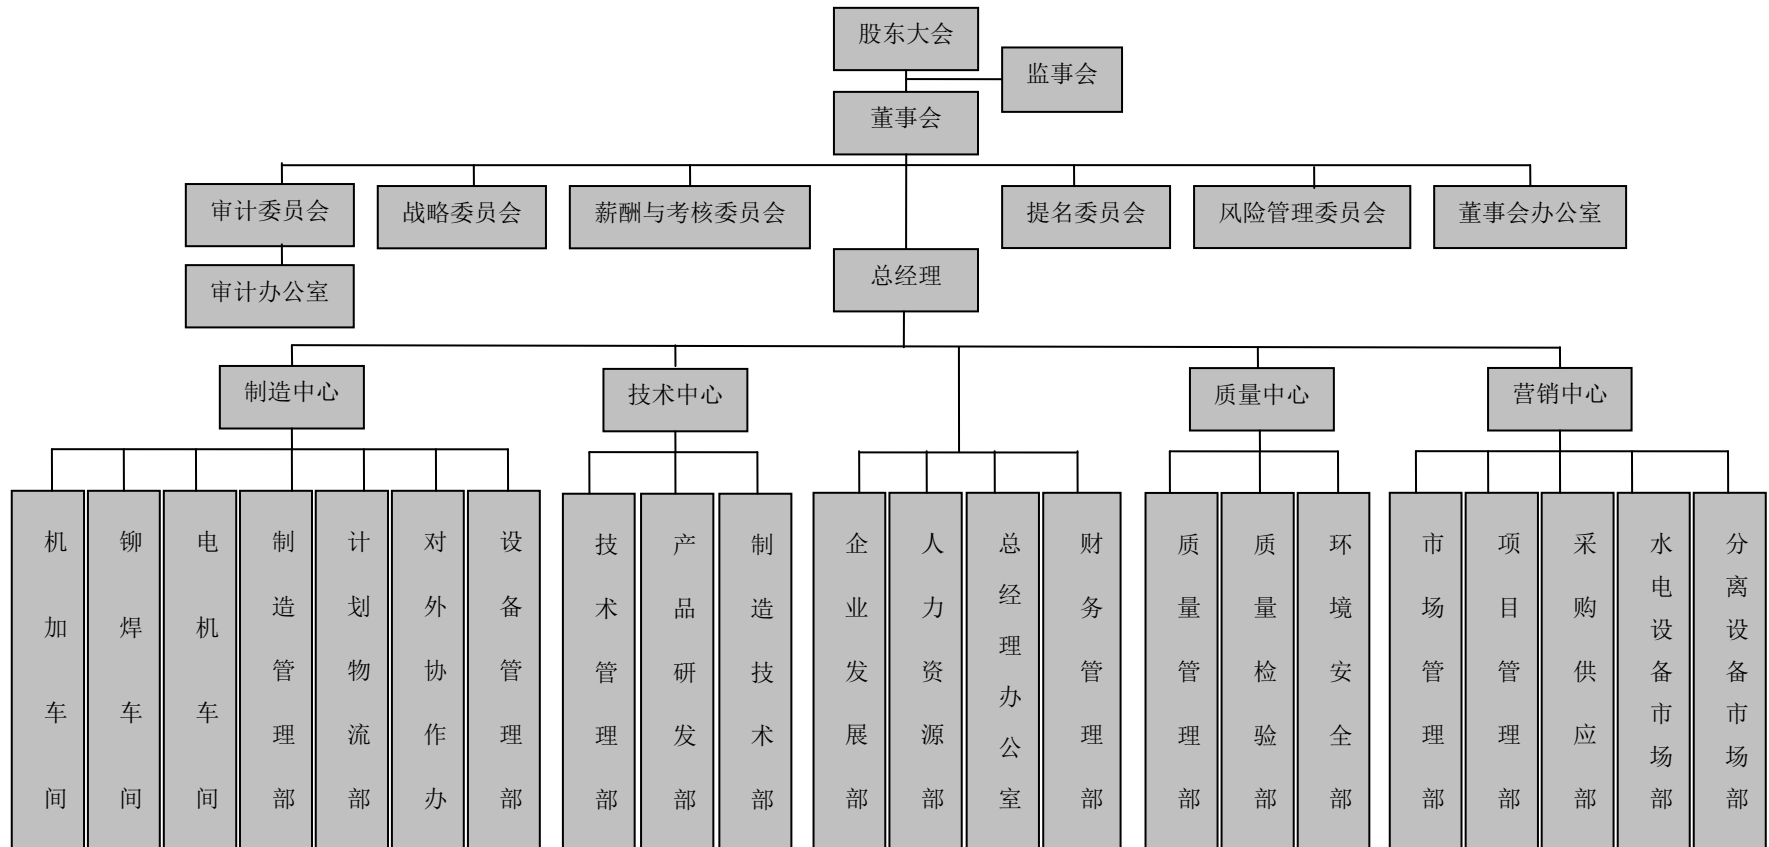 股东大会
监事会
董事会
审计委员会
战略委员会
薪酬与考核委员会
提名委员会
风险管理委员会
董事会办公室
审计办公室
总经理
制造中心
技术中心
质量中心
营销中心
机加车间
铆焊车间
电机车间
制造管理部
计划物流部
对外协作办
设备管理部
技术管理部
产品研发部
制造技术部
企业发展部
人力资源部
总经理办公室
财务管理部
质量管理部
质量检验部
环境安全部
市场管理部
项目管理部
采购供应部
水电设备市场部
分离设备市场部